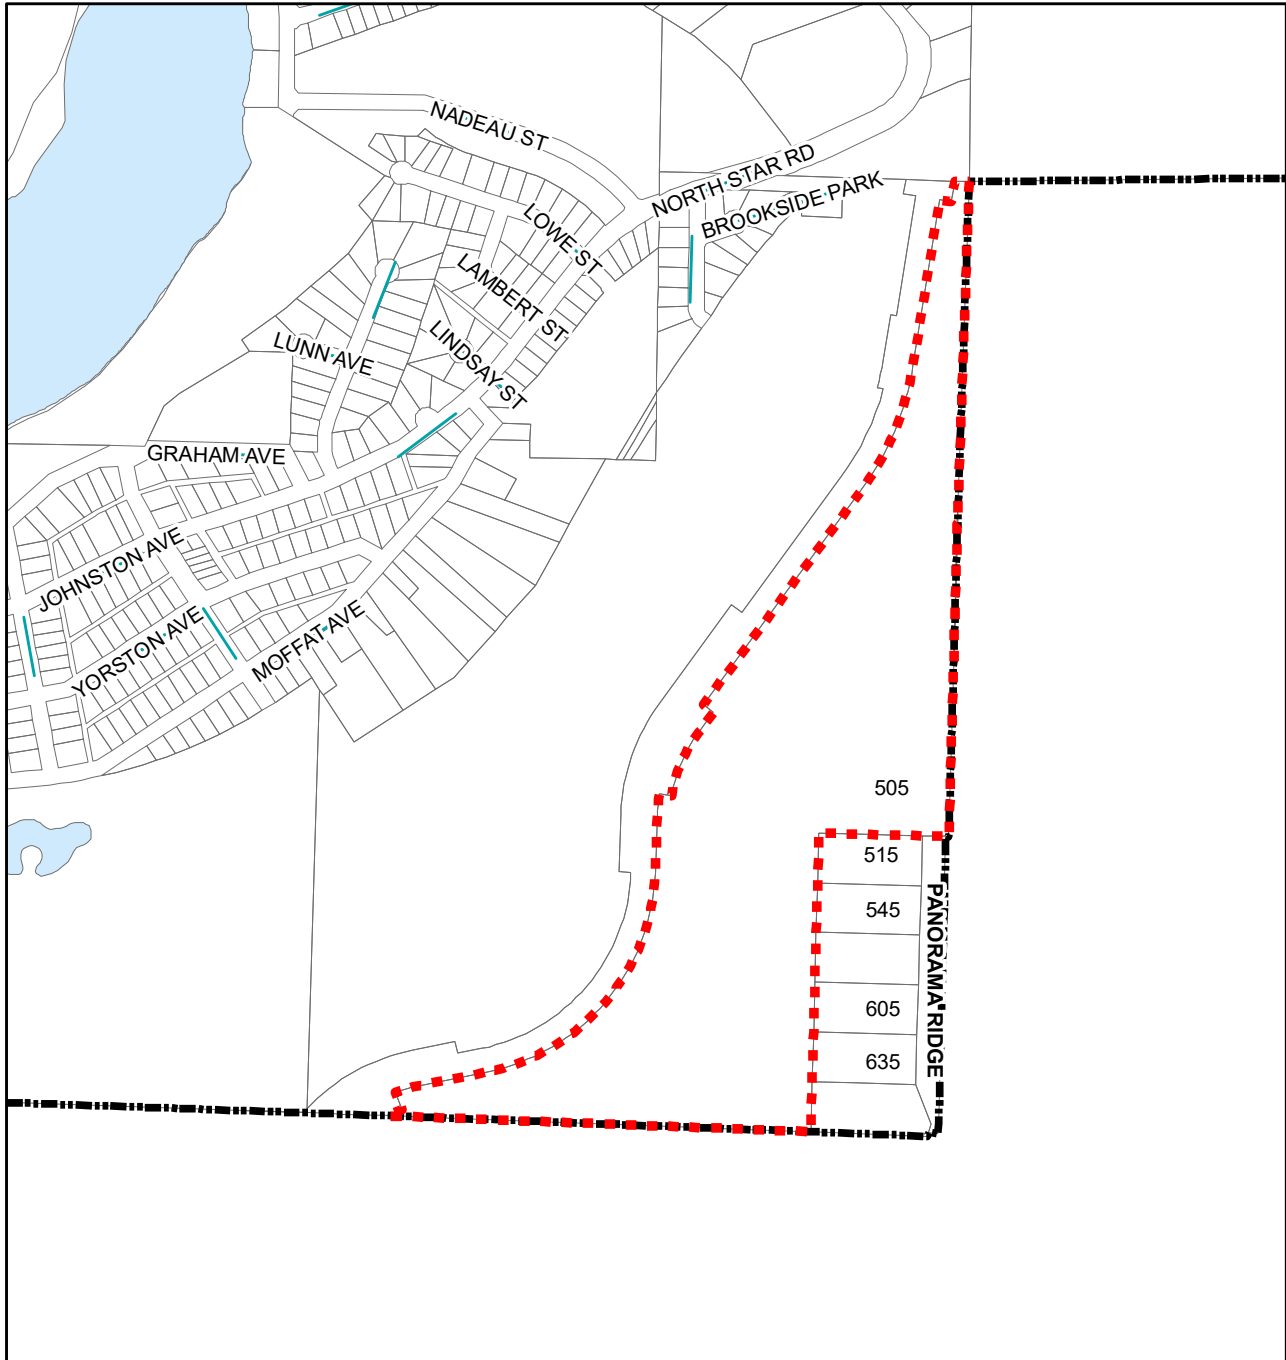 NADEAU ST
NORTH STAR RD
BROOKSIDE PARK
LOWE ST
LAMBERT ST
LINDSAY ST
LUNN AVE
GRAHAM AVE
JOHNSTON AVE
YORSTON AVE
MOFFAT AVE
505
515
545
605
635
PANORAMA RIDGE